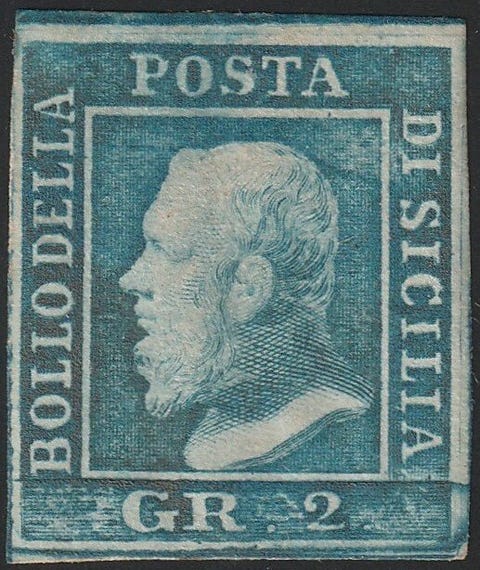 BOLLO DELLA
POSTA
DI SICILIA
GR. 2